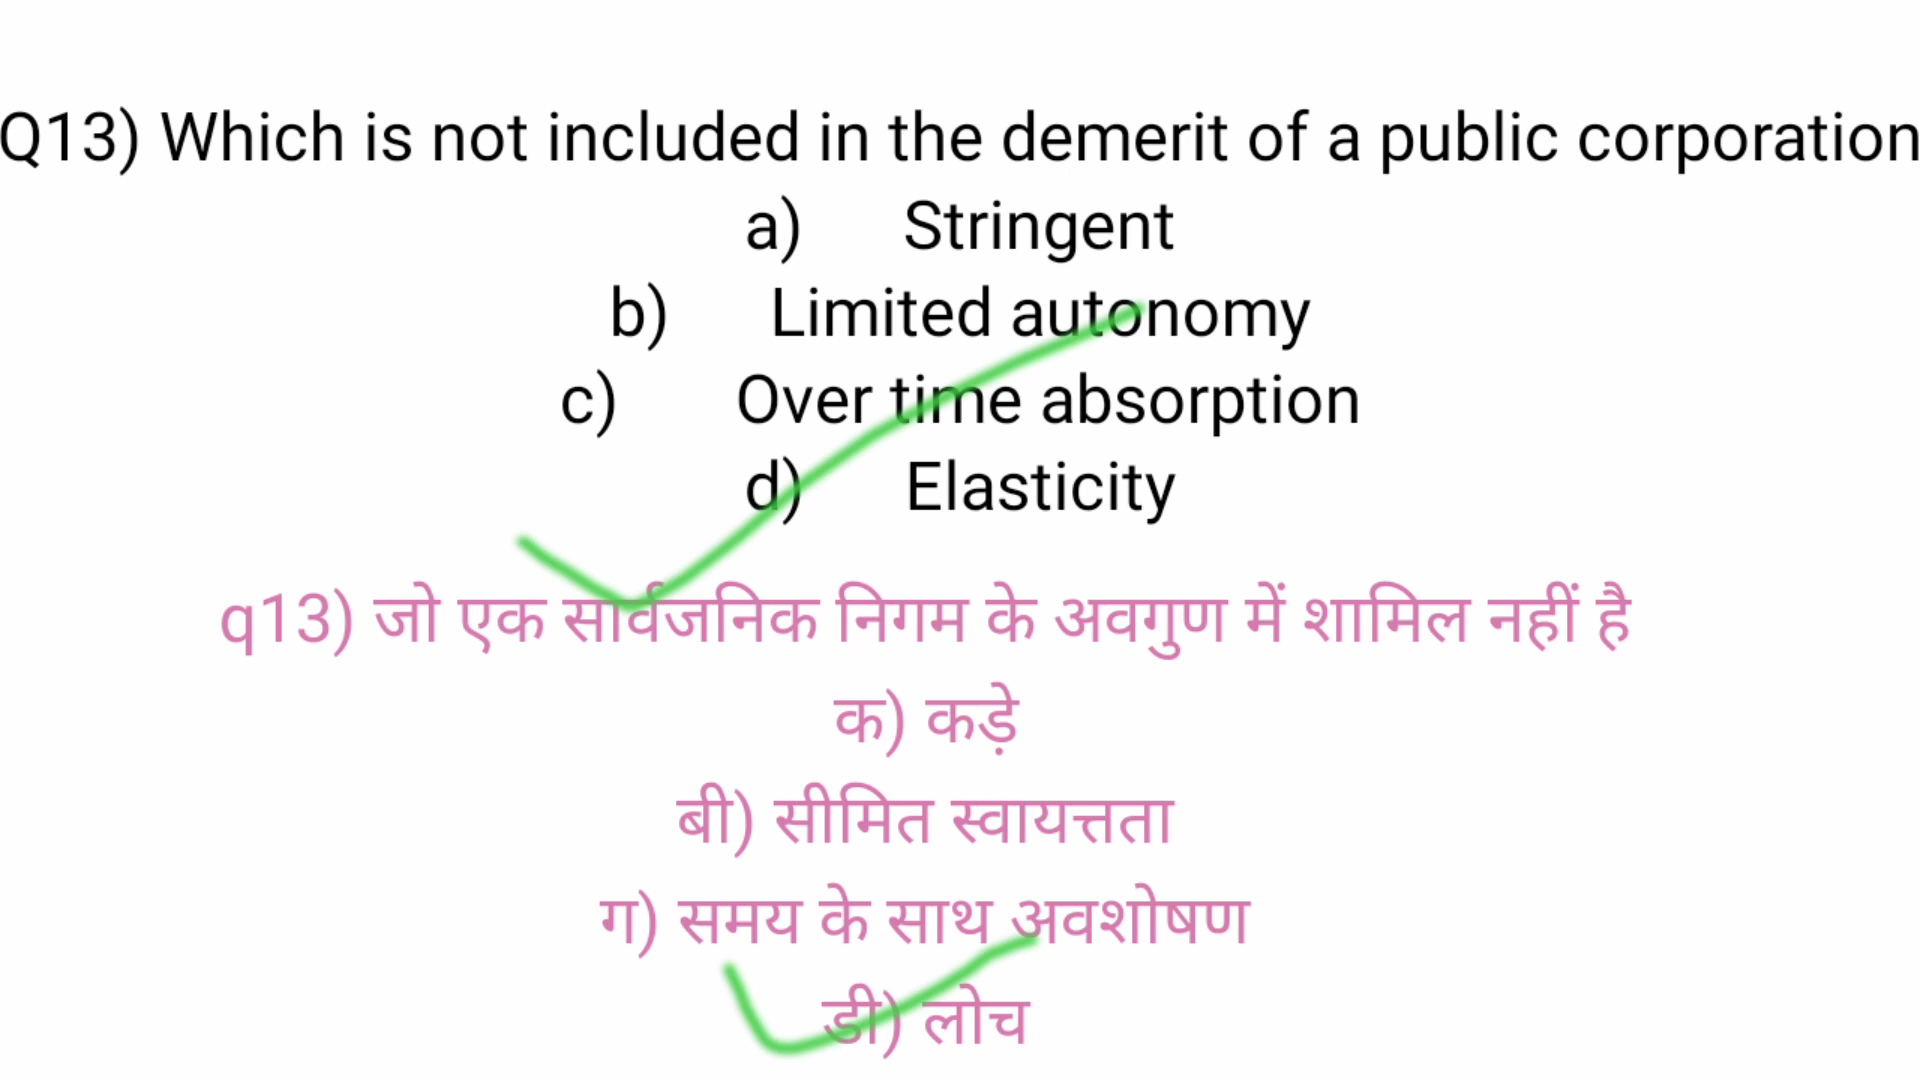 Q13) Which is not included in the demerit of a public corporation
a) Stringent
b) Limited autonomy
c) Over time absorption
d) Elasticity
q13) जो एक सार्वजनिक निगम के अवगुण में शामिल नहीं है
क) कड़े
बी) सीमित स्वायत्तता
ग) समय के साथ अवशोषण
डी) लोच